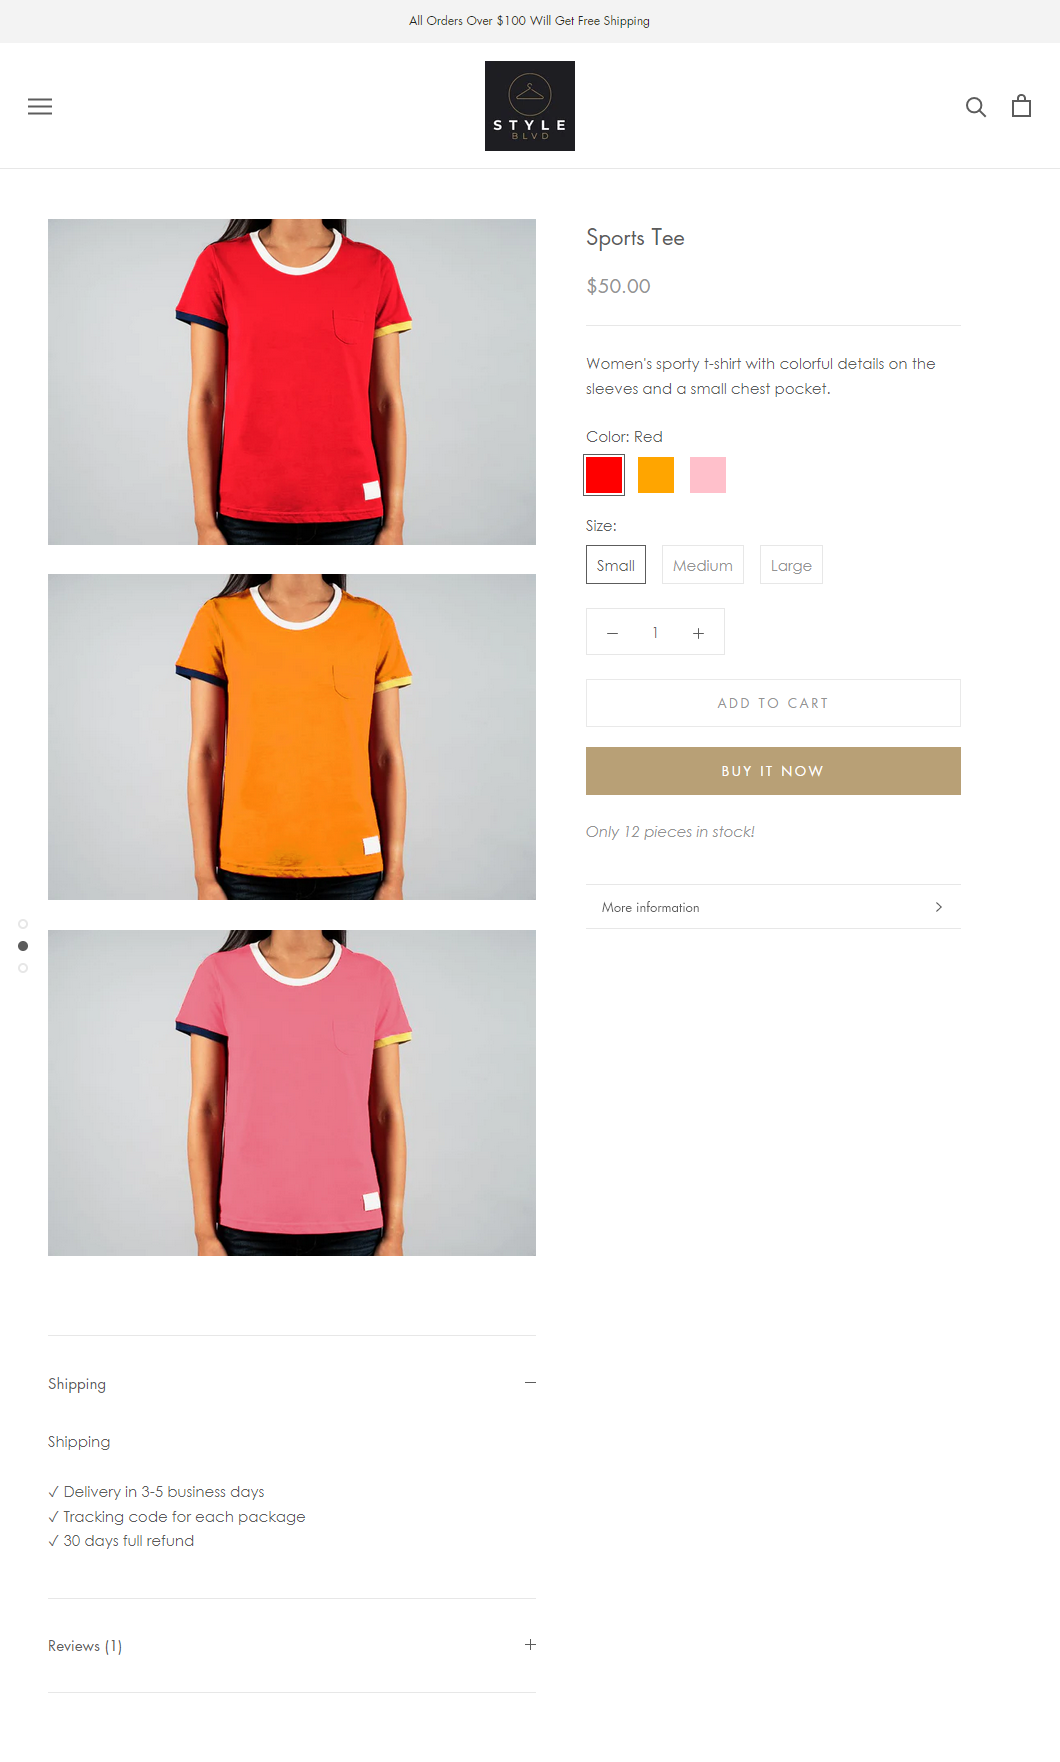 All Orders Over $100 Will Get Free Shipping
STYLE
BLVD
Sports Tee
$50.00
Women's sporty t-shirt with colorful details on the
sleeves and a small chest pocket.
Color: Red
Size:
Small Medium Large
− 1 +
ADD TO CART
BUY IT NOW
Only 12 pieces in stock!
More information
Shipping
Shipping
✓ Delivery in 3-5 business days
✓ Tracking code for each package
✓ 30 days full refund
Reviews (1)